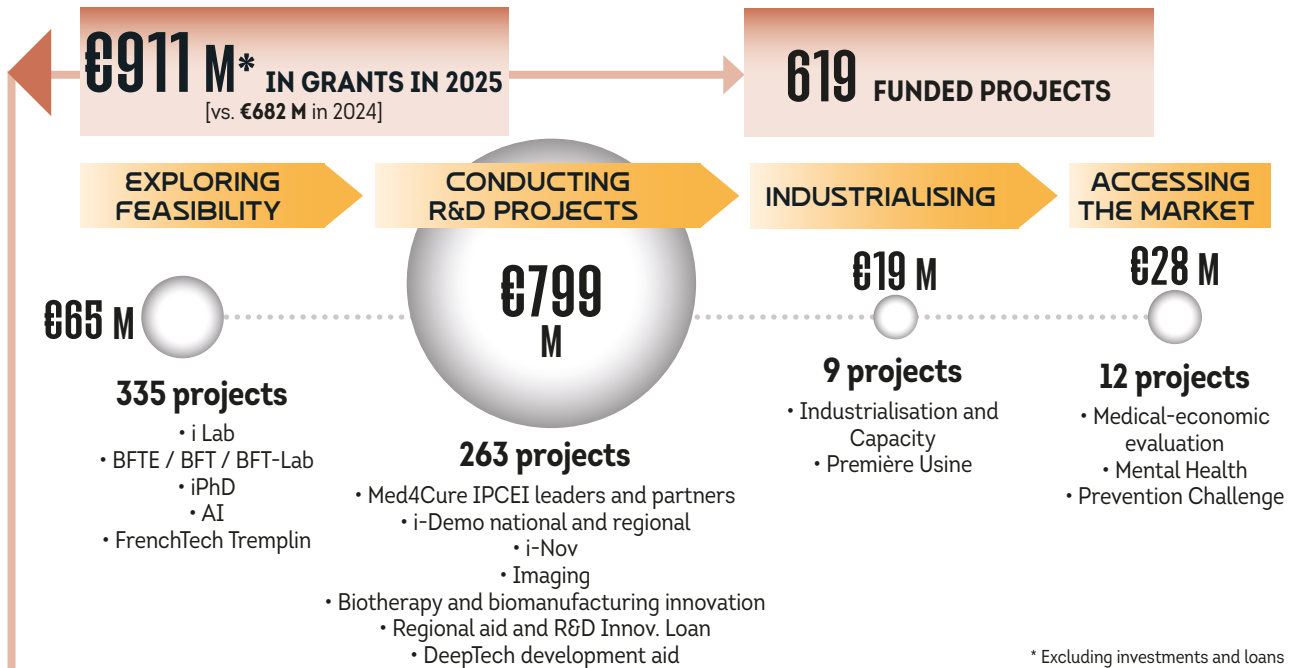 €911 M* IN GRANTS IN 2025
[vs. €682 M in 2024]
619 FUNDED PROJECTS
EXPLORING
FEASIBILITY
€65 M
335 projects
• i Lab
• BFTE / BFT / BFT-Lab
• iPhD
• AI
• FrenchTech Tremplin
CONDUCTING
R&D PROJECTS
€799
M
263 projects
• Med4Cure IPCEI leaders and partners
• i-Demo national and regional
• i-Nov
• Imaging
• Biotherapy and biomanufacturing innovation
• Regional aid and R&D Innov. Loan
• DeepTech development aid
INDUSTRIALISING
€19 M
9 projects
• Industrialisation and
Capacity
• Première Usine
ACCESSING
THE MARKET
€28 M
12 projects
• Medical-economic
evaluation
• Mental Health
• Prevention Challenge
* Excluding investments and loans